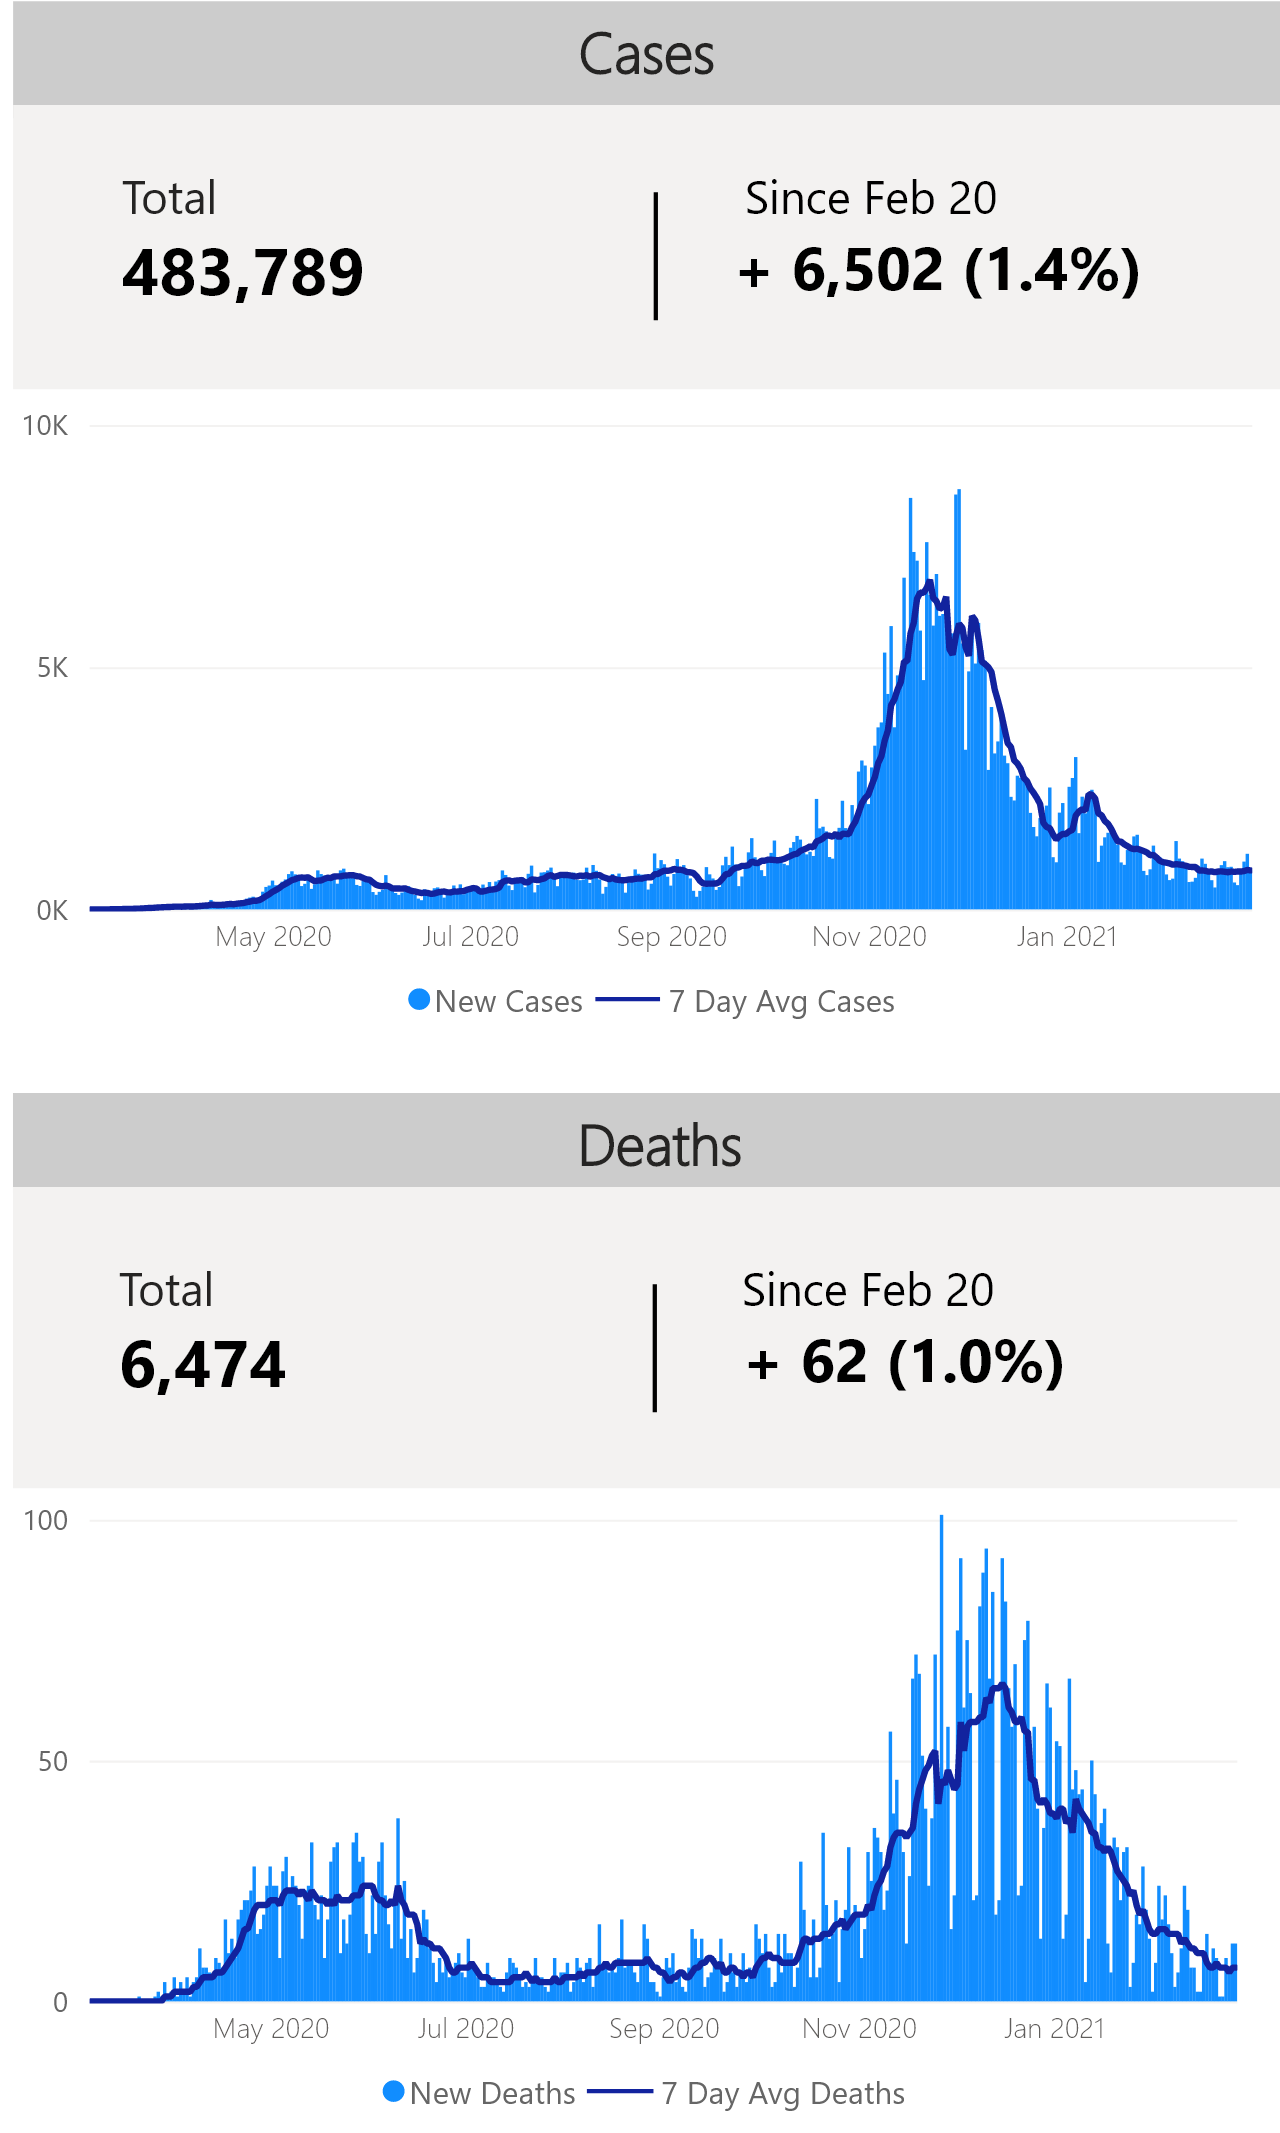 Cases
Total
Since Feb 20
483,789
+ 6,502 (1.4%)
10K
5K
0K
May 2020 Jul 2020 Sep 2020 Nov 2020 Jan 2021
New Cases 7 Day Avg Cases
Deaths
Total
Since Feb 20
6,474
+ 62 (1.0%)
100
50
0
May 2020 Jul 2020 Sep 2020 Nov 2020 Jan 2021
New Deaths 7 Day Avg Deaths